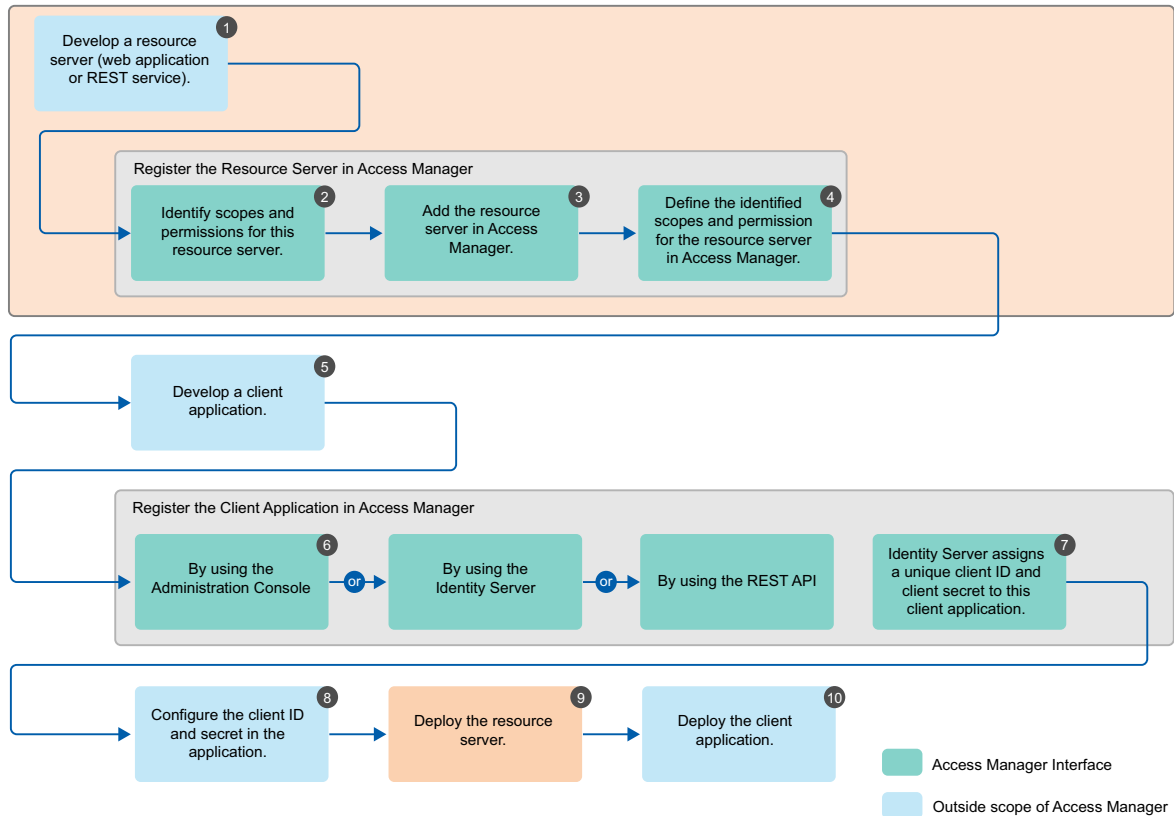 1
Develop a resource
server (web application
or REST service).
Register the Resource Server in Access Manager
2
Identify scopes and
permissions for this
resource server.
3
Add the resource
server in Access
Manager.
4
Define the identified
scopes and permission
for the resource server
in Access Manager.
5
Develop a client
application.
Register the Client Application in Access Manager
6
By using the
Administration Console
or
By using the
Identity Server
or
By using the REST API
7
Identity Server assigns
a unique client ID and
client secret to this
client application.
8
Configure the client ID
and secret in the
application.
9
Deploy the resource
server.
10
Deploy the client
application.
Access Manager Interface
Outside scope of Access Manager